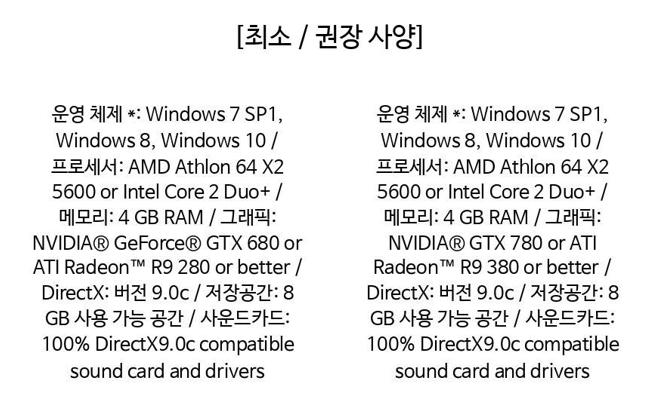 [최소 / 권장 사양]
운영 체제 *: Windows 7 SP1,
Windows 8, Windows 10 /
프로세서: AMD Athlon 64 X2
5600 or Intel Core 2 Duo+ /
메모리: 4 GB RAM / 그래픽:
NVIDIA® GeForce® GTX 680 or
ATI Radeon™ R9 280 or better /
DirectX: 버전 9.0c / 저장공간: 8
GB 사용 가능 공간 / 사운드카드:
100% DirectX9.0c compatible
sound card and drivers
운영 체제 *: Windows 7 SP1,
Windows 8, Windows 10 /
프로세서: AMD Athlon 64 X2
5600 or Intel Core 2 Duo+ /
메모리: 4 GB RAM / 그래픽:
NVIDIA® GTX 780 or ATI
Radeon™ R9 380 or better /
DirectX: 버전 9.0c / 저장공간: 8
GB 사용 가능 공간 / 사운드카드:
100% DirectX9.0c compatible
sound card and drivers